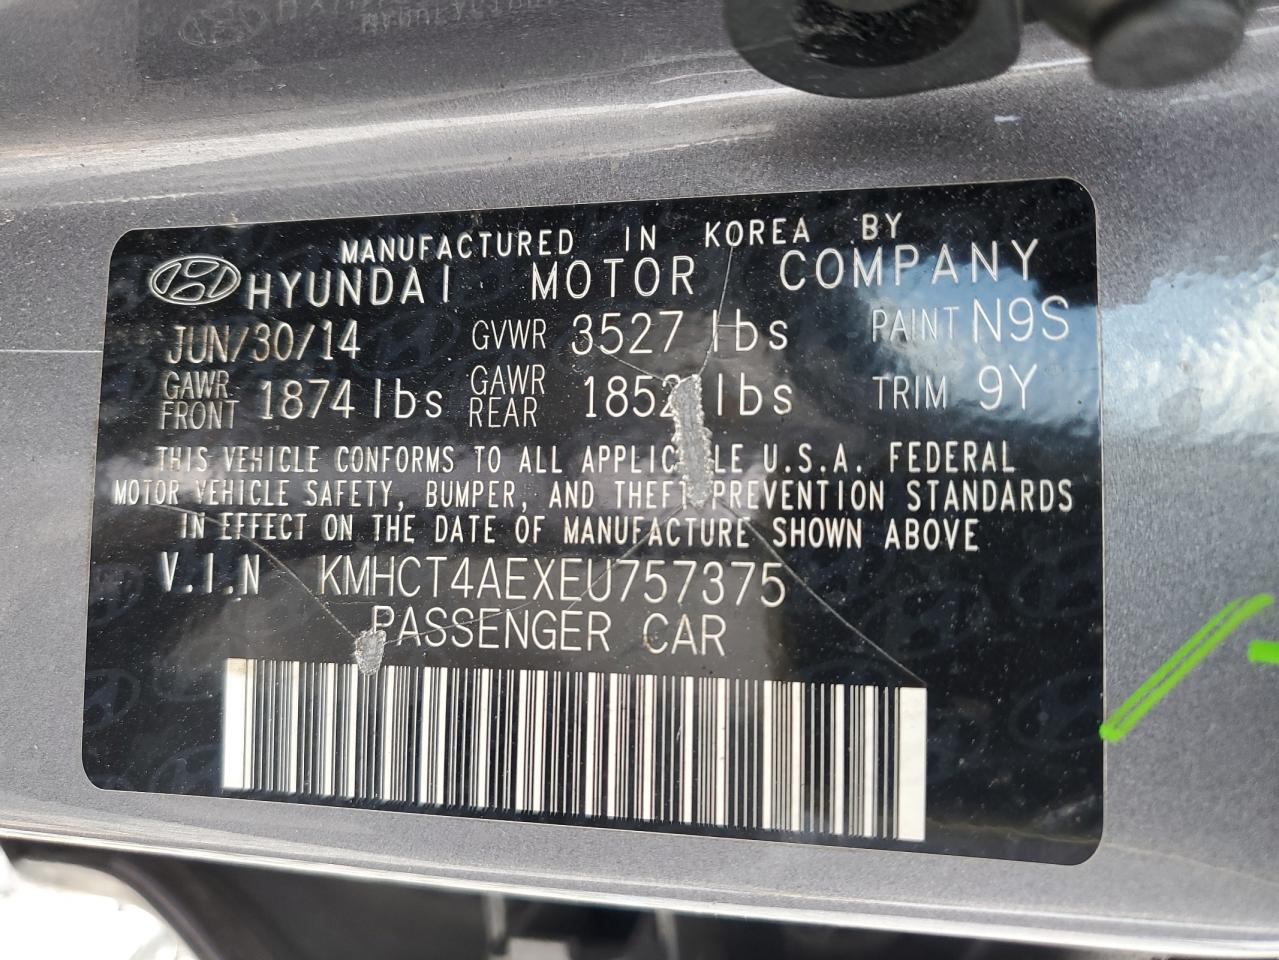 MANUFACTURED IN KOREA BY
HYUNDAI MOTOR COMPANY
JUN/30/14 GVWR 3527 lbs PAINT N9S
GAWR FRONT 1874 lbs GAWR REAR lbs TRIM 9Y
THIS VEHICLE CONFORMS TO ALL APPLICABLE U.S.A. FEDERAL
MOTOR VEHICLE SAFETY, BUMPER, AND THEFT PREVENTION STANDARDS
IN EFFECT ON THE DATE OF MANUFACTURE SHOWN ABOVE
V.I.N KMHCT4AEXEU757375
PASSENGER CAR